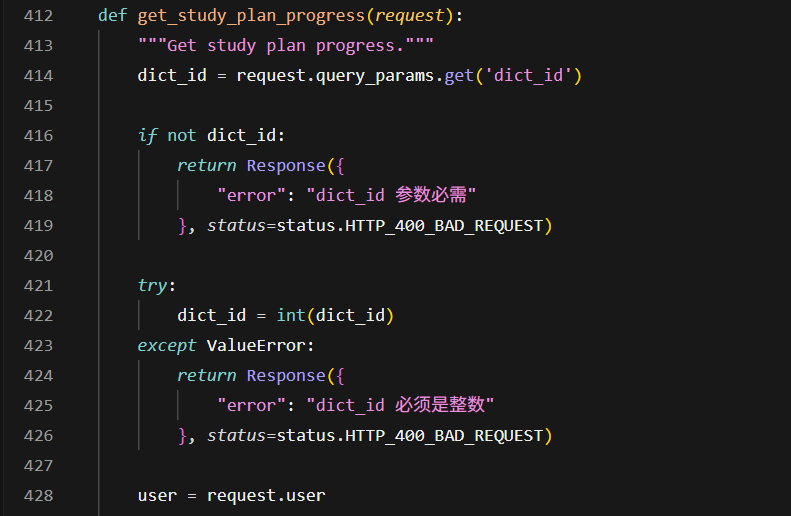 412 def get_study_plan_progress(request):
413 """Get study plan progress."""
414 dict_id = request.query_params.get('dict_id')
415
416 if not dict_id:
417 return Response({
418 "error": "dict_id 参数必需"
419 }, status=status.HTTP_400_BAD_REQUEST)
420
421 try:
422 dict_id = int(dict_id)
423 except ValueError:
424 return Response({
425 "error": "dict_id 必须是整数"
426 }, status=status.HTTP_400_BAD_REQUEST)
427
428 user = request.user